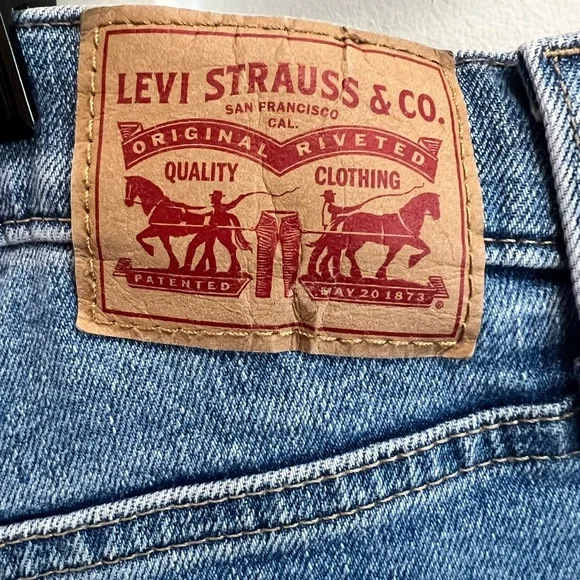 LEVI STRAUSS & CO.
SAN FRANCISCO
CAL.
ORIGINAL RIVETED
QUALITY CLOTHING
PATENTED MAY 20 1873 ®